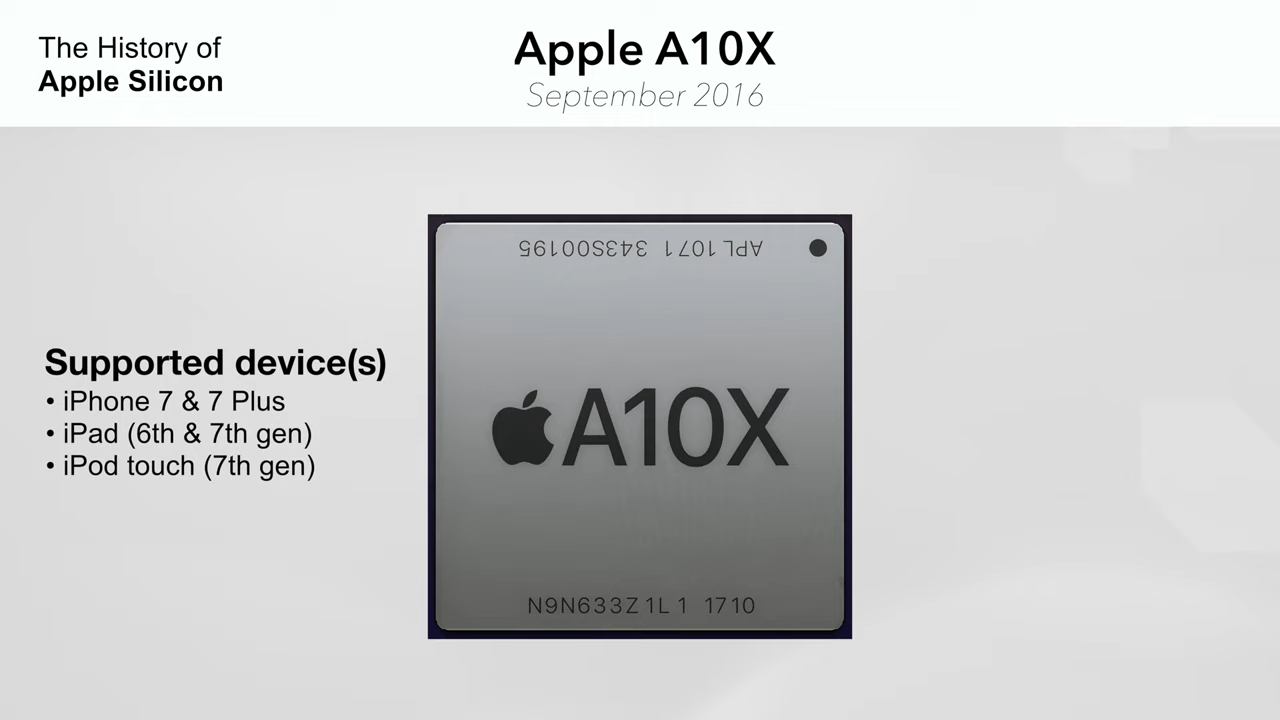 The History of
Apple Silicon
Apple A10X
September 2016
APL1071 343S00195
Supported device(s)
• iPhone 7 & 7 Plus
• iPad (6th & 7th gen)
• iPod touch (7th gen)
A10X
N9N633Z1L1 1710